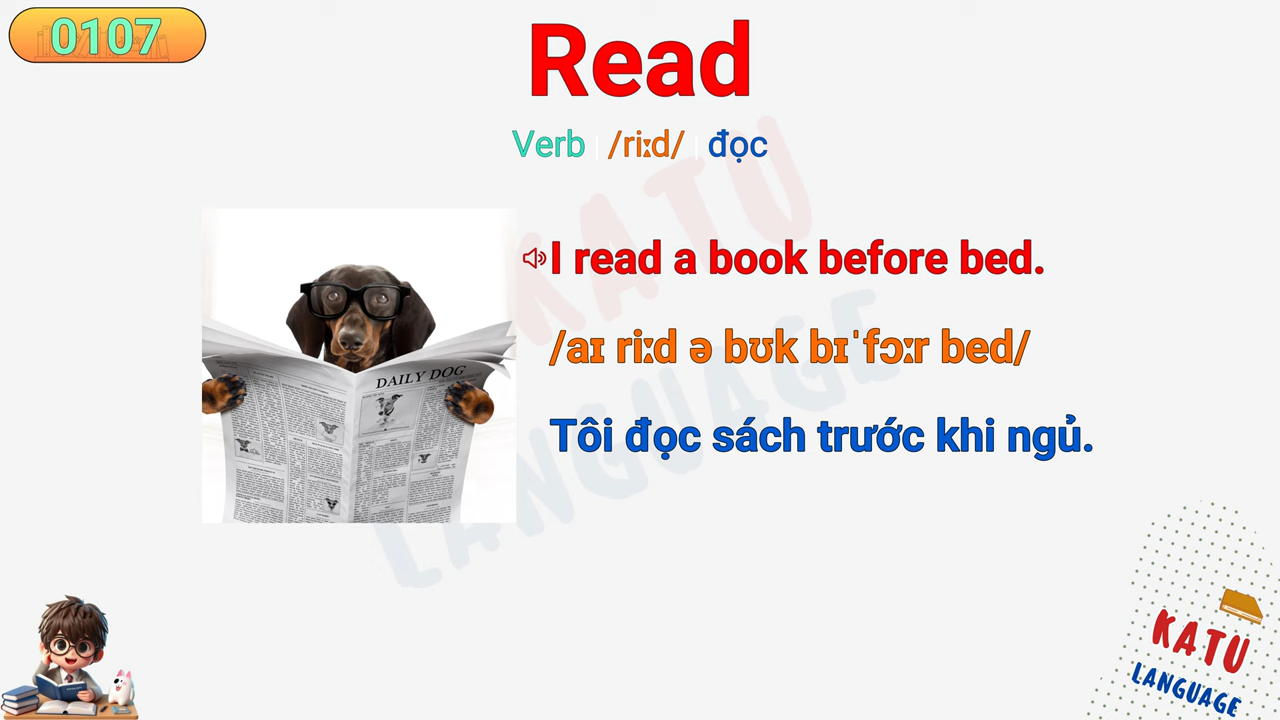 0107
Read
Verb | /riːd/ | đọc
I read a book before bed.
/aɪ riːd ə bʊk bɪˈfɔːr bed/
Tôi đọc sách trước khi ngủ.
DAILY DOG
KATU
LANGUAGE
KATU
LANGUAGE